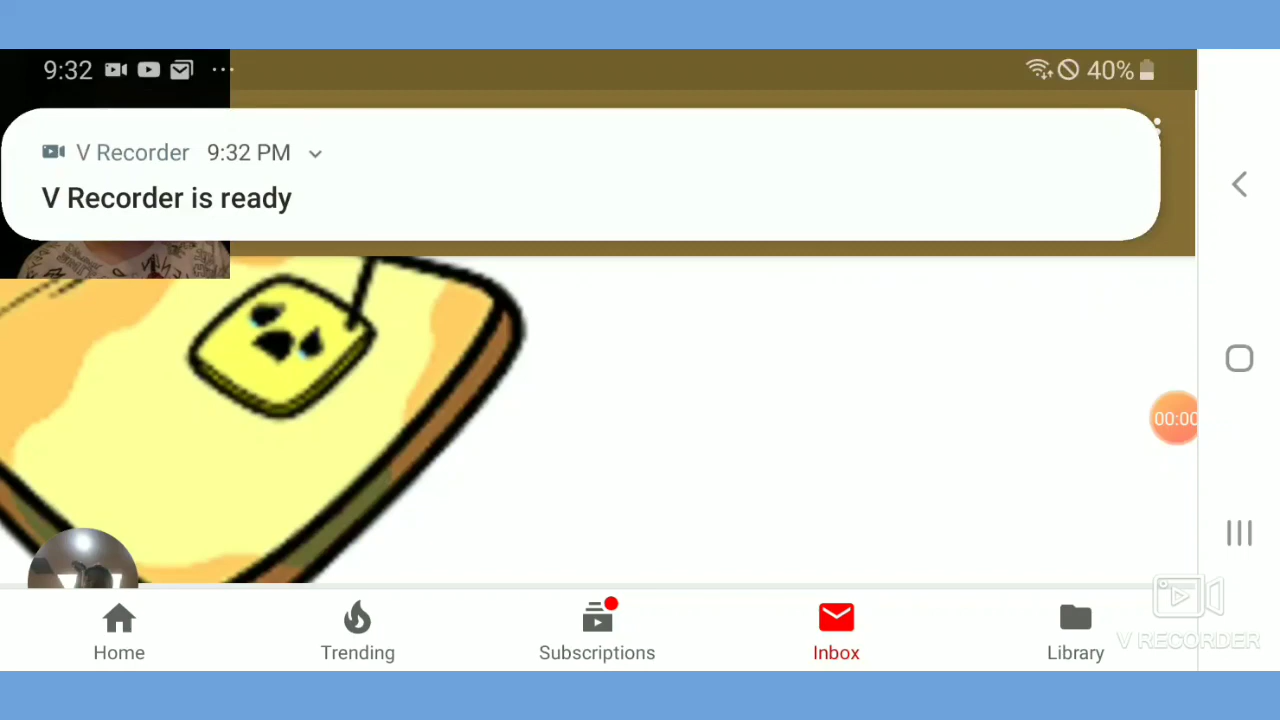 9:32
40%
V Recorder 9:32 PM
V Recorder is ready
00:00
Home
Trending
Subscriptions
Inbox
Library
V RECORDER